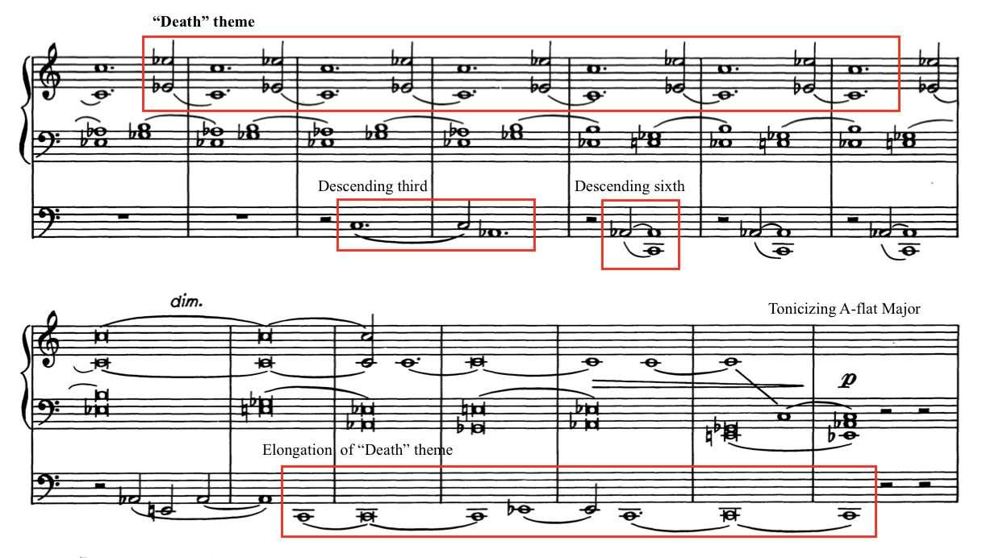 “Death” theme
Descending third
Descending sixth
dim.
Tonicizing A-flat Major
p
Elongation of “Death” theme